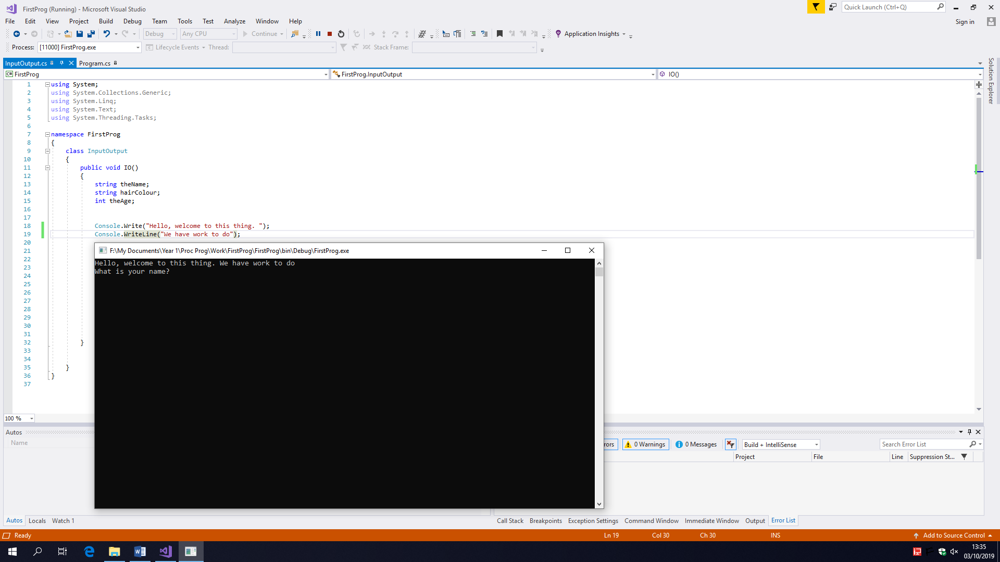 FirstProg (Running) - Microsoft Visual Studio
Quick Launch (Ctrl+Q)
File Edit View Project Build Debug Team Tools Test Analyze Window Help
Sign in
Debug Any CPU Continue Application Insights
Process: [11000] FirstProg.exe Lifecycle Events Thread: Stack Frame:
InputOutput.cs Program.cs
Solution Explorer
C# FirstProg FirstProg.InputOutput IO()
1 using System;
2 using System.Collections.Generic;
3 using System.Linq;
4 using System.Text;
5 using System.Threading.Tasks;
6
7 namespace FirstProg
8 {
9 class InputOutput
10 {
11 public void IO()
12 {
13 string theName;
14 string hairColour;
15 int theAge;
16
17
18 Console.Write("Hello, welcome to this thing. ");
19 Console.WriteLine("We have work to do");
20
21
22
23
24
25
26
27
28
29
30
31
32 }
33
34
35 }
36 }
37
F:\My Documents\Year 1\Proc Prog\Work\FirstProg\FirstProg\bin\Debug\FirstProg.exe
Hello, welcome to this thing. We have work to do
What is your name?
100 %
Autos
Name
rors 0 Warnings 0 Messages Build + IntelliSense Search Error List
Project File Line Suppression St...
Autos Locals Watch 1
Call Stack Breakpoints Exception Settings Command Window Immediate Window Output Error List
Ready Ln 19 Col 30 Ch 30 INS Add to Source Control
13:35
03/10/2019